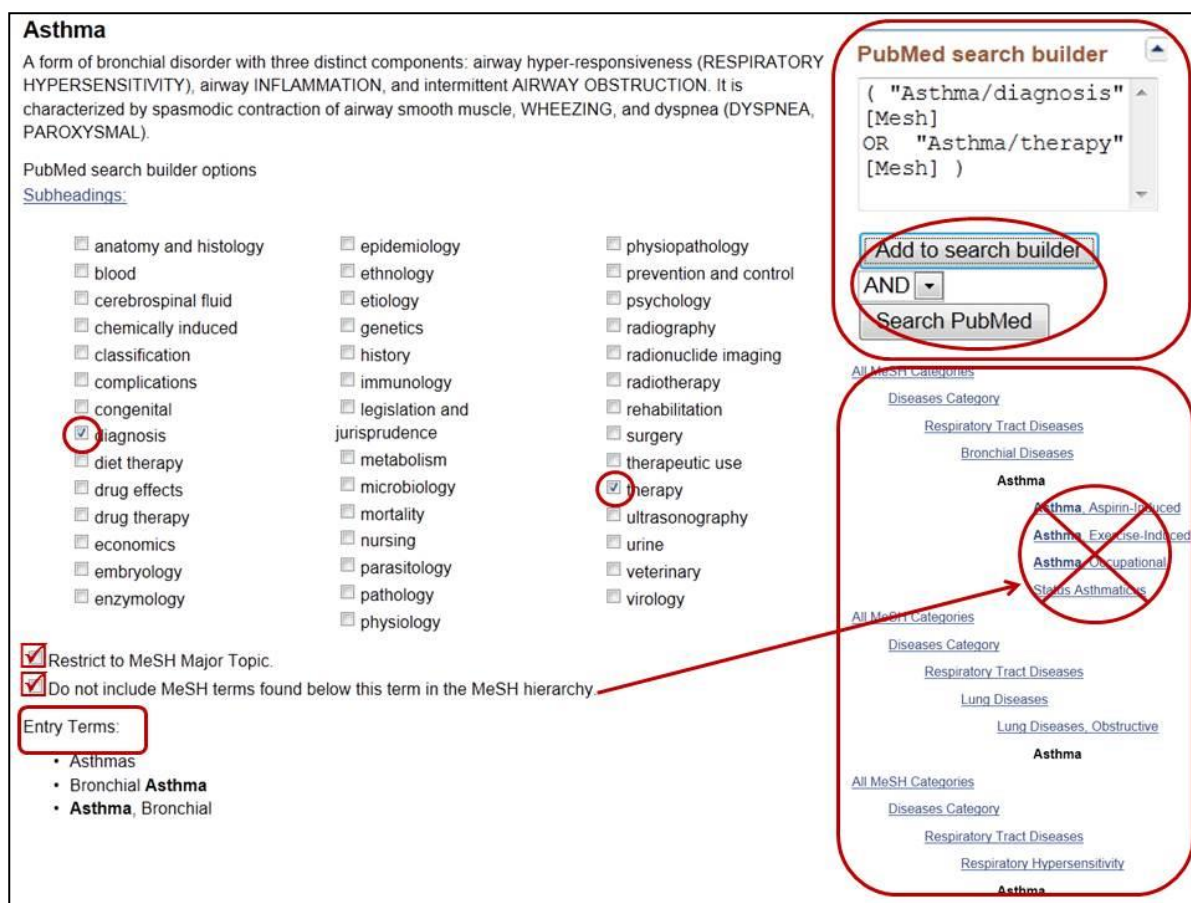 Asthma
A form of bronchial disorder with three distinct components: airway hyper-responsiveness (RESPIRATORY
HYPERSENSITIVITY), airway INFLAMMATION, and intermittent AIRWAY OBSTRUCTION. It is
characterized by spasmodic contraction of airway smooth muscle, WHEEZING, and dyspnea (DYSPNEA,
PAROXYSMAL).
PubMed search builder options
Subheadings:
anatomy and histology
blood
cerebrospinal fluid
chemically induced
classification
complications
congenital
diagnosis
diet therapy
drug effects
drug therapy
economics
embryology
enzymology
epidemiology
ethnology
etiology
genetics
history
immunology
legislation and
jurisprudence
metabolism
microbiology
mortality
nursing
parasitology
pathology
physiology
physiopathology
prevention and control
psychology
radiography
radionuclide imaging
radiotherapy
rehabilitation
surgery
therapeutic use
therapy
ultrasonography
urine
veterinary
virology
Restrict to MeSH Major Topic.
Do not include MeSH terms found below this term in the MeSH hierarchy.
Entry Terms:
• Asthmas
• Bronchial Asthma
• Asthma, Bronchial
PubMed search builder
( "Asthma/diagnosis"
[Mesh]
OR "Asthma/therapy"
[Mesh] )
Add to search builder
AND
Search PubMed
All MeSH Categories
Diseases Category
Respiratory Tract Diseases
Bronchial Diseases
Asthma
Asthma, Aspirin-Induced
Asthma, Exercise-Induced
Asthma, Occupational
Status Asthmaticus
All MeSH Categories
Diseases Category
Respiratory Tract Diseases
Lung Diseases
Lung Diseases, Obstructive
Asthma
All MeSH Categories
Diseases Category
Respiratory Tract Diseases
Respiratory Hypersensitivity
Asthma